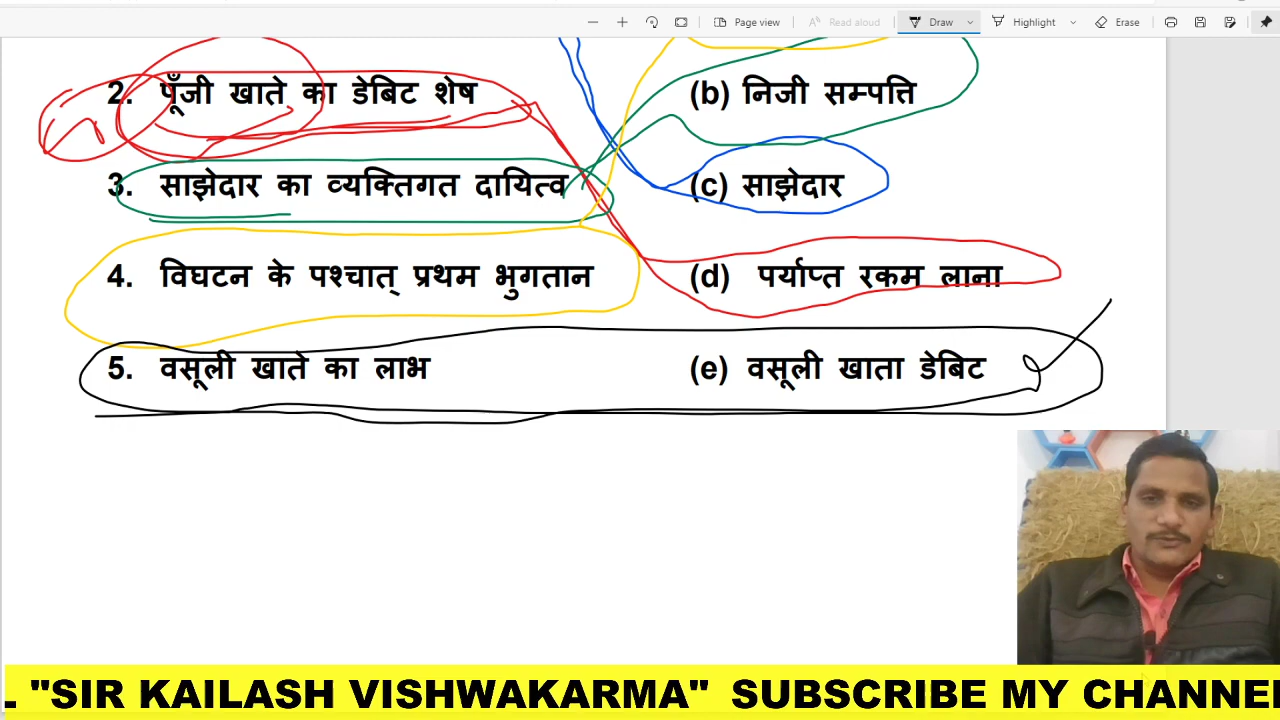 Page view Read aloud Draw Highlight Erase
2. पूँजी खाते का डेबिट शेष (b) निजी सम्पत्ति
3. साझेदार का व्यक्तिगत दायित्व (c) साझेदार
4. विघटन के पश्चात् प्रथम भुगतान (d) पर्याप्त रकम लाना
5. वसूली खाते का लाभ (e) वसूली खाता डेबिट
. "SIR KAILASH VISHWAKARMA" SUBSCRIBE MY CHANNE